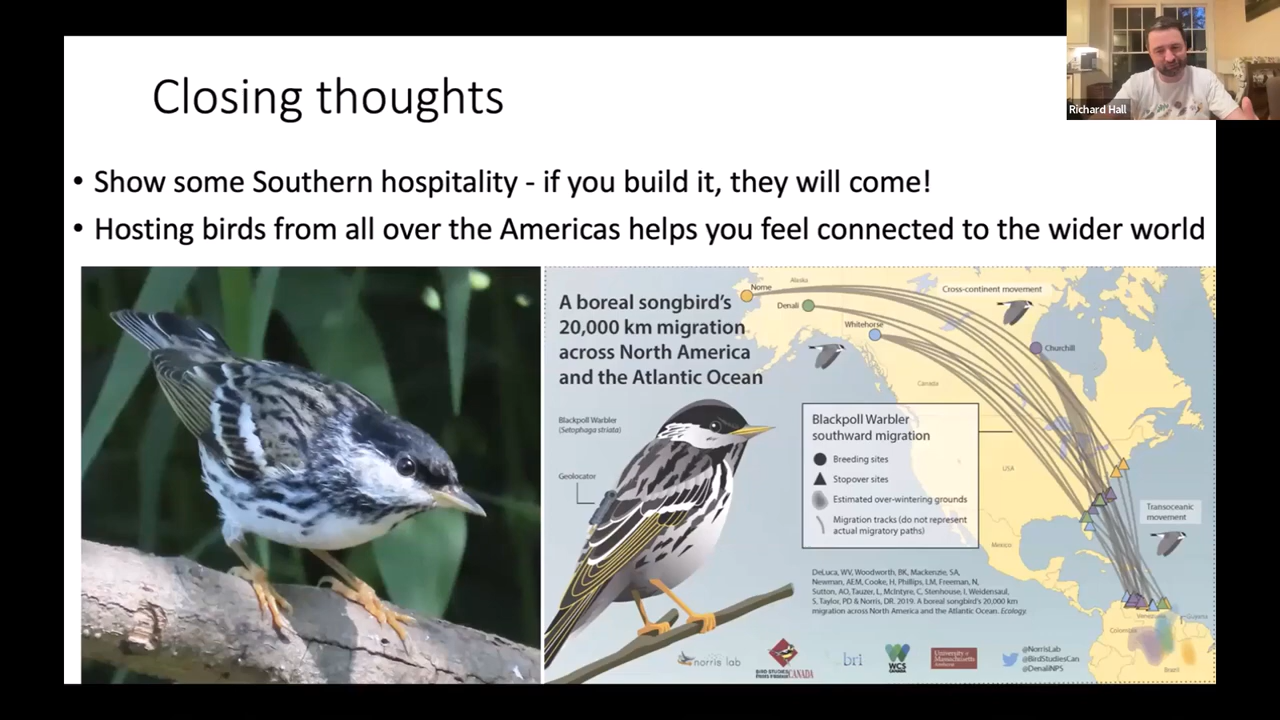 Closing thoughts
Richard Hall
• Show some Southern hospitality - if you build it, they will come!
• Hosting birds from all over the Americas helps you feel connected to the wider world
A boreal songbird's
20,000 km migration
across North America
and the Atlantic Ocean
Nome
Alaska
Denali
Cross-continent movement
Whitehorse
Churchill
Canada
Blackpoll Warbler
(Setophaga striata)
Geolocator
Blackpoll Warbler
southward migration
Breeding sites
Stopover sites
Estimated over-wintering grounds
Migration tracks (do not represent
actual migratory paths)
USA
Mexico
Transoceanic
movement
DeLuca, WV, Woodworth, BK, Mackenzie, SA,
Newman, AEM, Cooke, H, Phillips, LM, Freeman, N,
Sutton, AO, Tauzer, L, McIntyre, C, Stenhouse, I, Weidensaul,
S, Taylor, PD & Norris, DR. 2019. A boreal songbird's 20,000 km
migration across North America and the Atlantic Ocean. Ecology.
Venezuela
Guyana
Colombia
Brazil
norris lab
BIRD STUDIES
CANADA
bri
WCS
CANADA
University of
Massachusetts
@NorrisLab
@BirdStudiesCan
@DenaliNPS